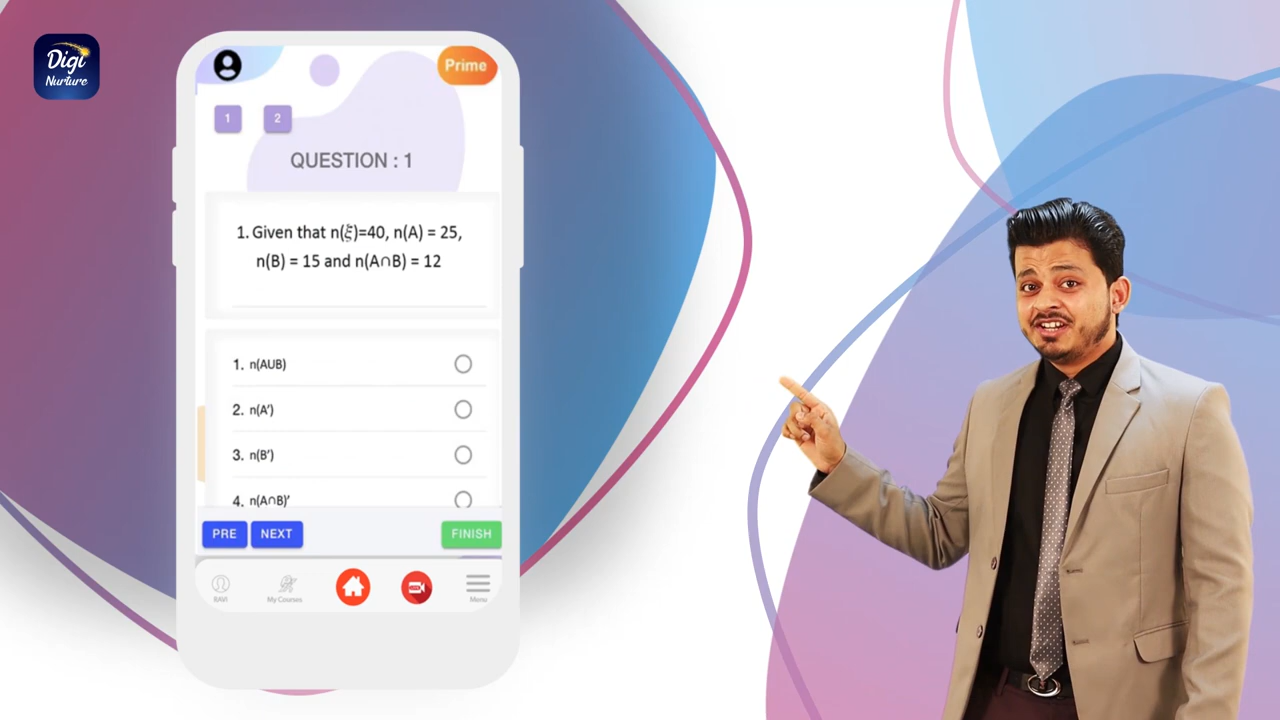 Digi
Nurture
Prime
1 2
QUESTION : 1
1. Given that n(ξ)=40, n(A) = 25,
n(B) = 15 and n(A∩B) = 12
1. n(AUB)
2. n(A')
3. n(B')
4. n(A∩B)'
PRE NEXT FINISH
RAVI My Courses Menu